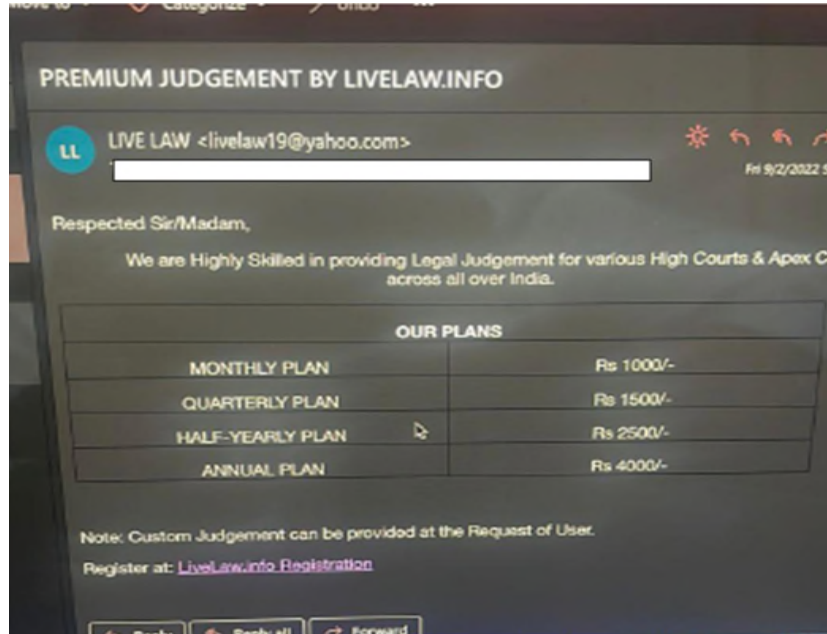 Move to
Categorize
Undo
PREMIUM JUDGEMENT BY LIVELAW.INFO
LL
LIVE LAW <livelaw19@yahoo.com>
Fri 9/2/2022
Respected Sir/Madam,
We are Highly Skilled in providing Legal Judgement for various High Courts & Apex C
across all over India.
OUR PLANS
MONTHLY PLAN Rs 1000/-
QUARTERLY PLAN Rs 1500/-
HALF-YEARLY PLAN Rs 2500/-
ANNUAL PLAN Rs 4000/-
Note: Custom Judgement can be provided at the Request of User.
Register at: LiveLaw.info Registration
Reply Reply all Forward